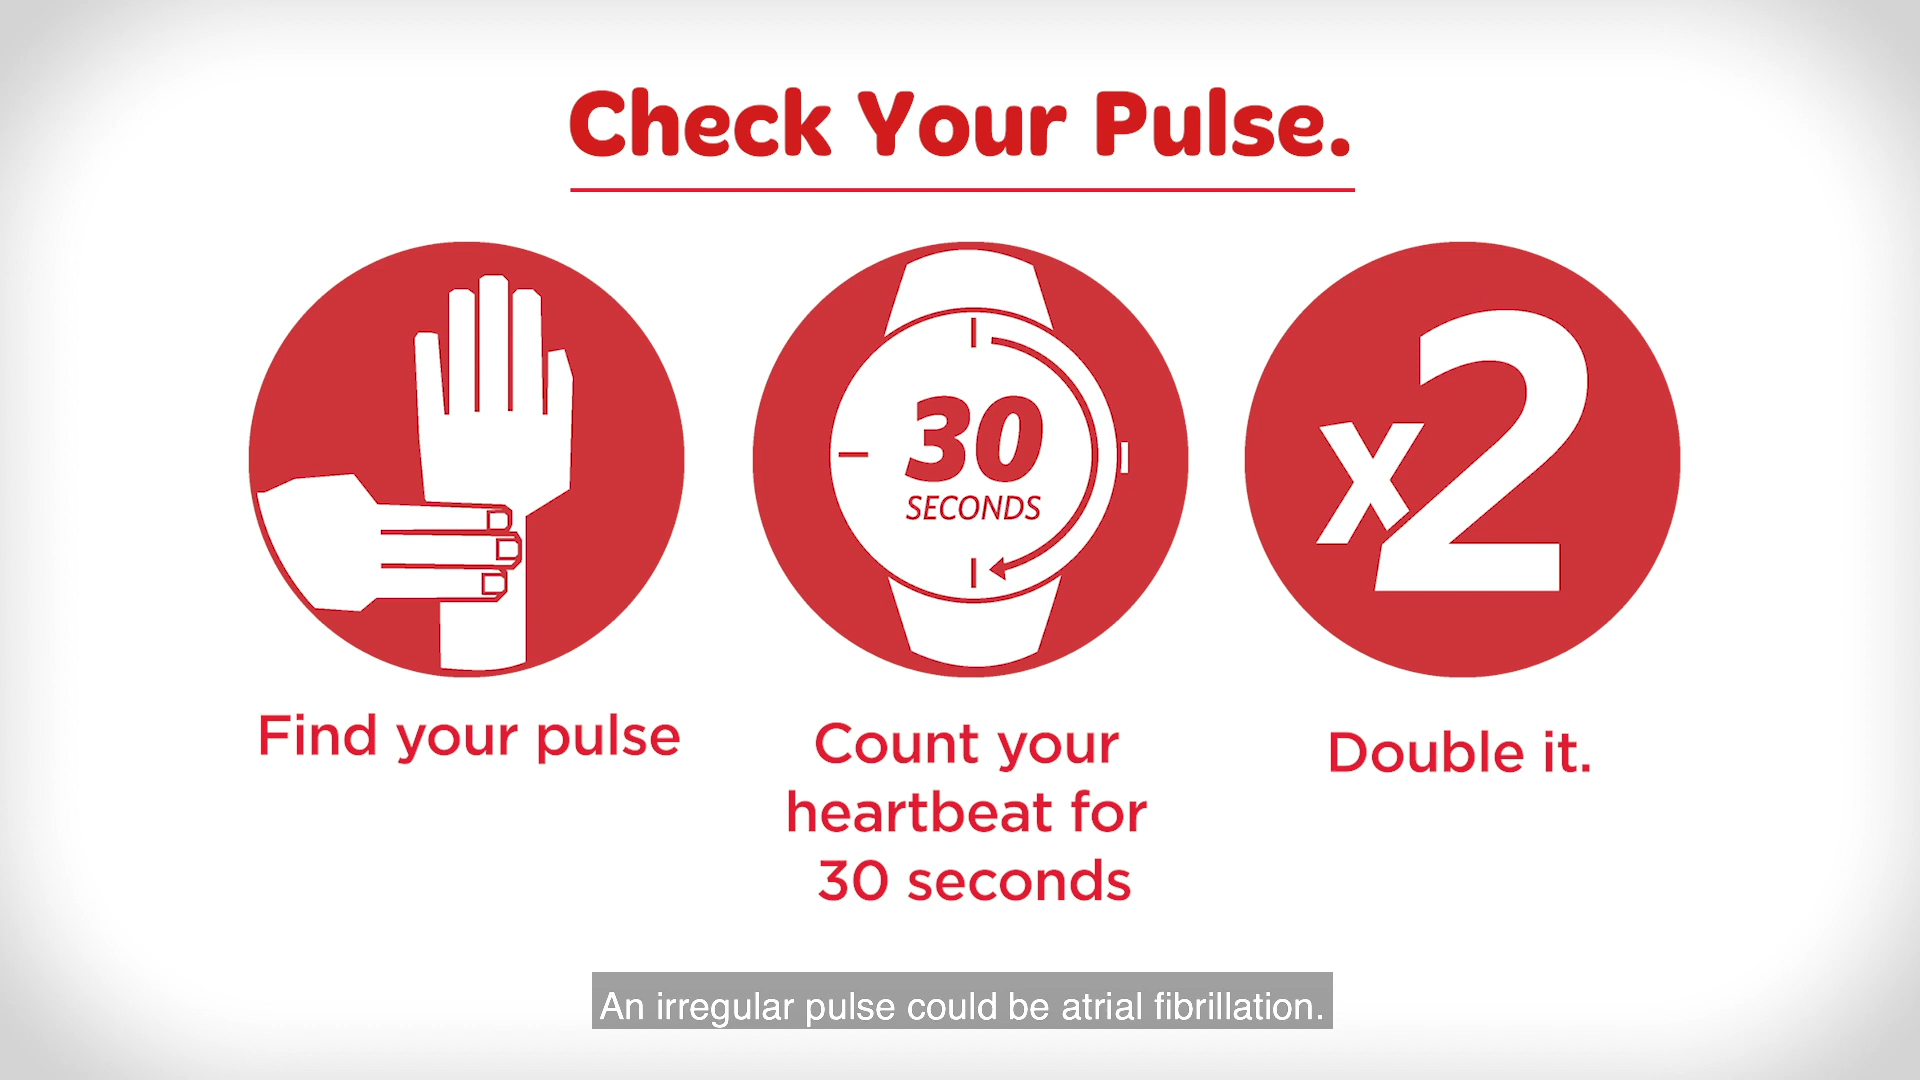 Check Your Pulse.
30
SECONDS
x2
Find your pulse
Count your
heartbeat for
30 seconds
Double it.
An irregular pulse could be atrial fibrillation.